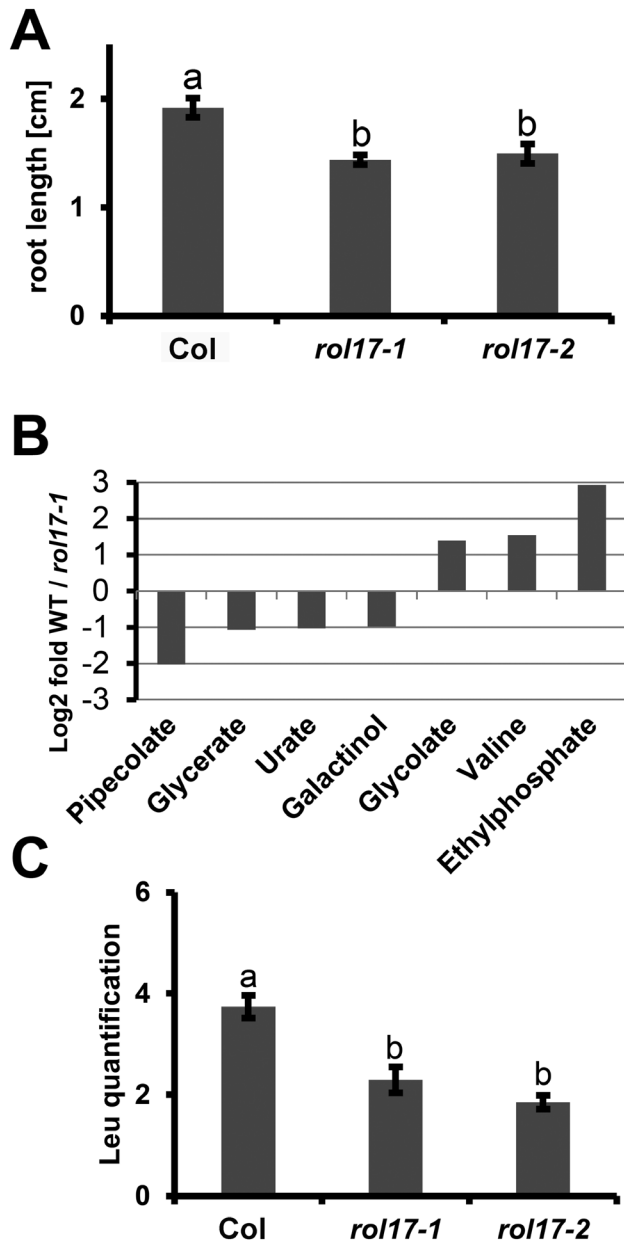 A
root length [cm]
2
1
0
a
b
b
Col
rol17-1
rol17-2
B
Log2 fold WT / rol17-1
3
2
1
0
-1
-2
-3
Pipecolate
Glycerate
Urate
Galactinol
Glycolate
Valine
Ethylphosphate
C
Leu quantification
6
4
2
0
a
b
b
Col
rol17-1
rol17-2